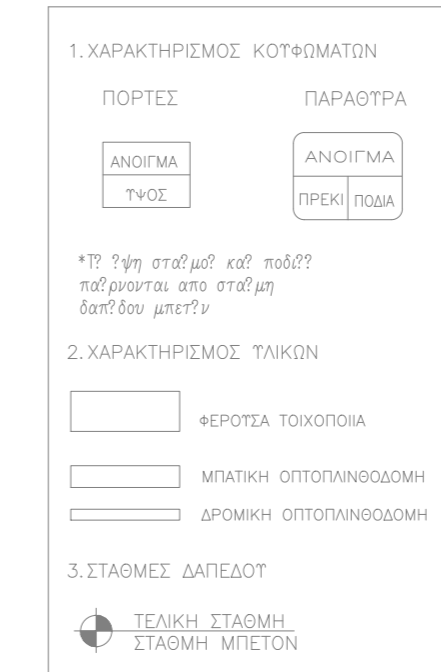 1.ΧΑΡΑΚΤΗΡΙΣΜΟΣ ΚΟΥΦΩΜΑΤΩΝ
ΠΟΡΤΕΣ ΠΑΡΑΘΥΡΑ
ΑΝΟΙΓΜΑ ΑΝΟΙΓΜΑ
ΥΨΟΣ ΠΡΕΚΙ ΠΟΔΙΑ
*Τ? ?ψη στα?μο? κα? ποδι??
πα?ρνονται απο στα?μη
δαπ?δου μπετ?ν
2.ΧΑΡΑΚΤΗΡΙΣΜΟΣ ΥΛΙΚΩΝ
ΦΕΡΟΥΣΑ ΤΟΙΧΟΠΟΙΙΑ
ΜΠΑΤΙΚΗ ΟΠΤΟΠΛΙΝΘΟΔΟΜΗ
ΔΡΟΜΙΚΗ ΟΠΤΟΠΛΙΝΘΟΔΟΜΗ
3.ΣΤΑΘΜΕΣ ΔΑΠΕΔΟΥ
ΤΕΛΙΚΗ ΣΤΑΘΜΗ
ΣΤΑΘΜΗ ΜΠΕΤΟΝ